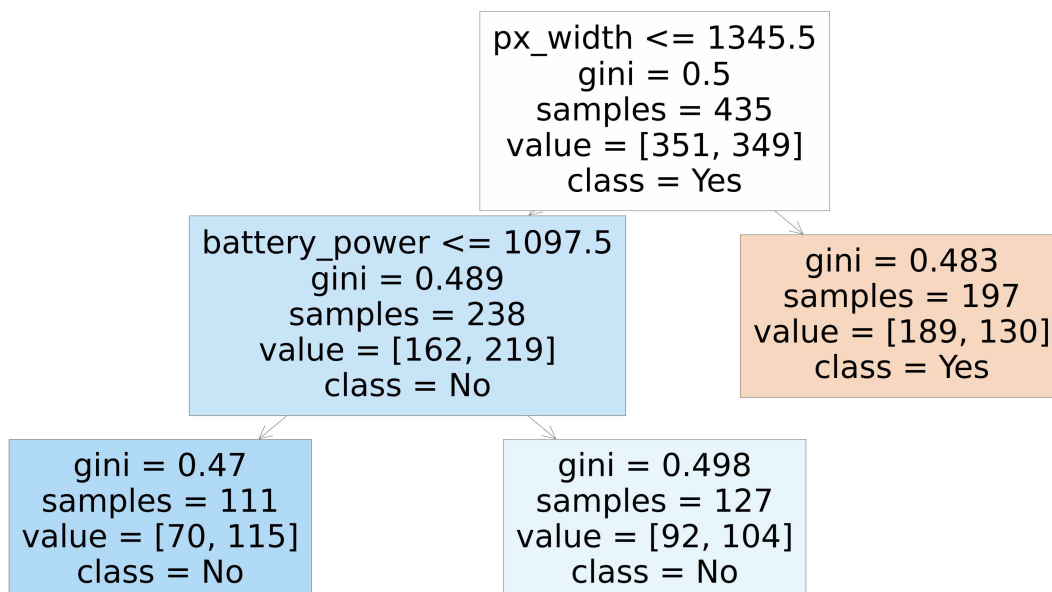 px_width <= 1345.5
gini = 0.5
samples = 435
value = [351, 349]
class = Yes
battery_power <= 1097.5
gini = 0.489
samples = 238
value = [162, 219]
class = No
gini = 0.483
samples = 197
value = [189, 130]
class = Yes
gini = 0.47
samples = 111
value = [70, 115]
class = No
gini = 0.498
samples = 127
value = [92, 104]
class = No